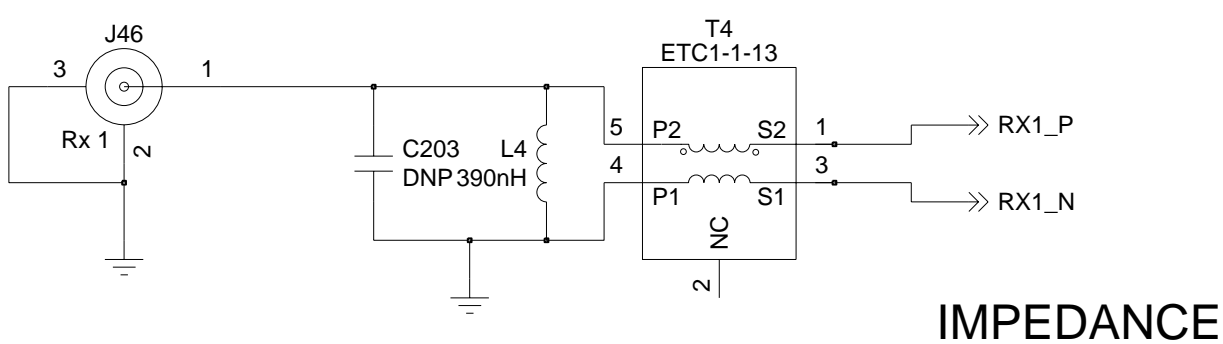 J46
3
1
Rx 1
2
C203
DNP
L4
390nH
T4
ETC1-1-13
5
P2
S2
1
4
P1
S1
3
NC
2
RX1_P
RX1_N
IMPEDANCE